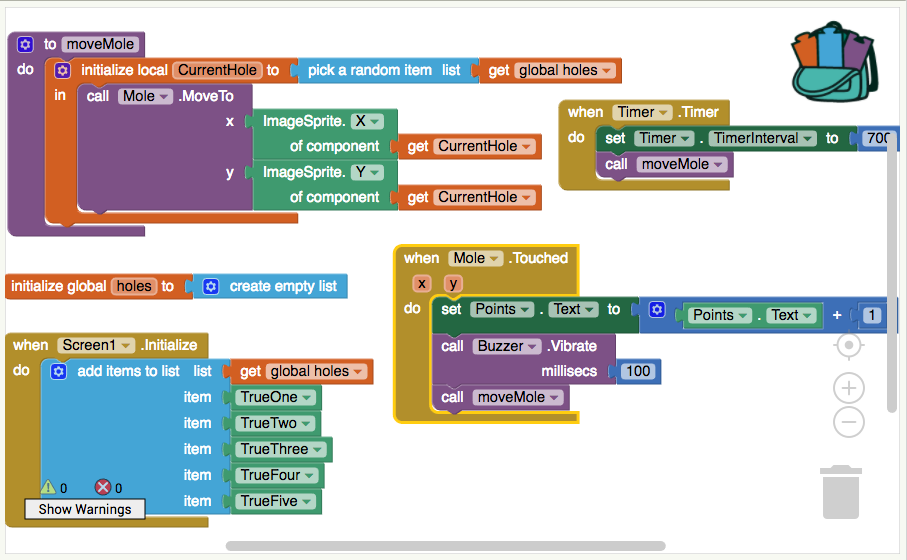 to moveMole
do initialize local CurrentHole to pick a random item list get global holes
in call Mole .MoveTo
x ImageSprite. X
of component get CurrentHole
y ImageSprite. Y
of component get CurrentHole
when Timer .Timer
do set Timer . TimerInterval to 700
call moveMole
initialize global holes to create empty list
when Mole .Touched
x y
do set Points . Text to Points . Text + 1
call Buzzer .Vibrate
millisecs 100
call moveMole
when Screen1 .Initialize
do add items to list list get global holes
item TrueOne
item TrueTwo
item TrueThree
item TrueFour
item TrueFive
0 0
Show Warnings